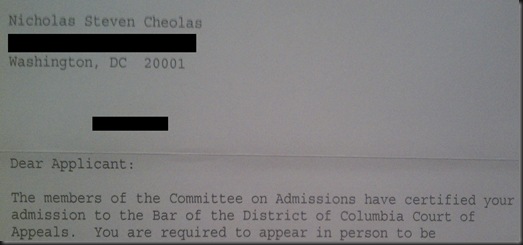 Nicholas Steven Cheolas
Washington, DC  20001
Dear Applicant:
The members of the Committee on Admissions have certified your
admission to the Bar of the District of Columbia Court of
Appeals.  You are required to appear in person to be